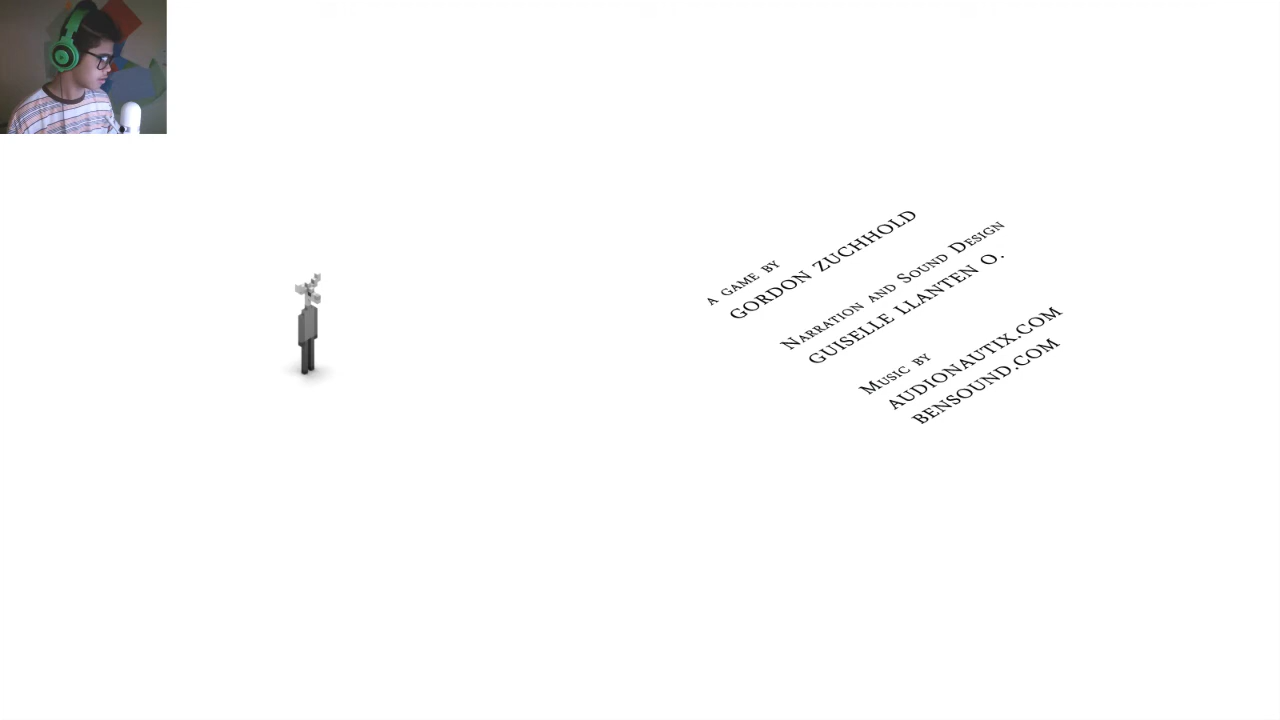 A GAME BY
GORDON ZUCHHOLD
NARRATION AND SOUND DESIGN
GUISELLE LLANTEN O.
MUSIC BY
AUDIONAUTIX.COM
BENSOUND.COM